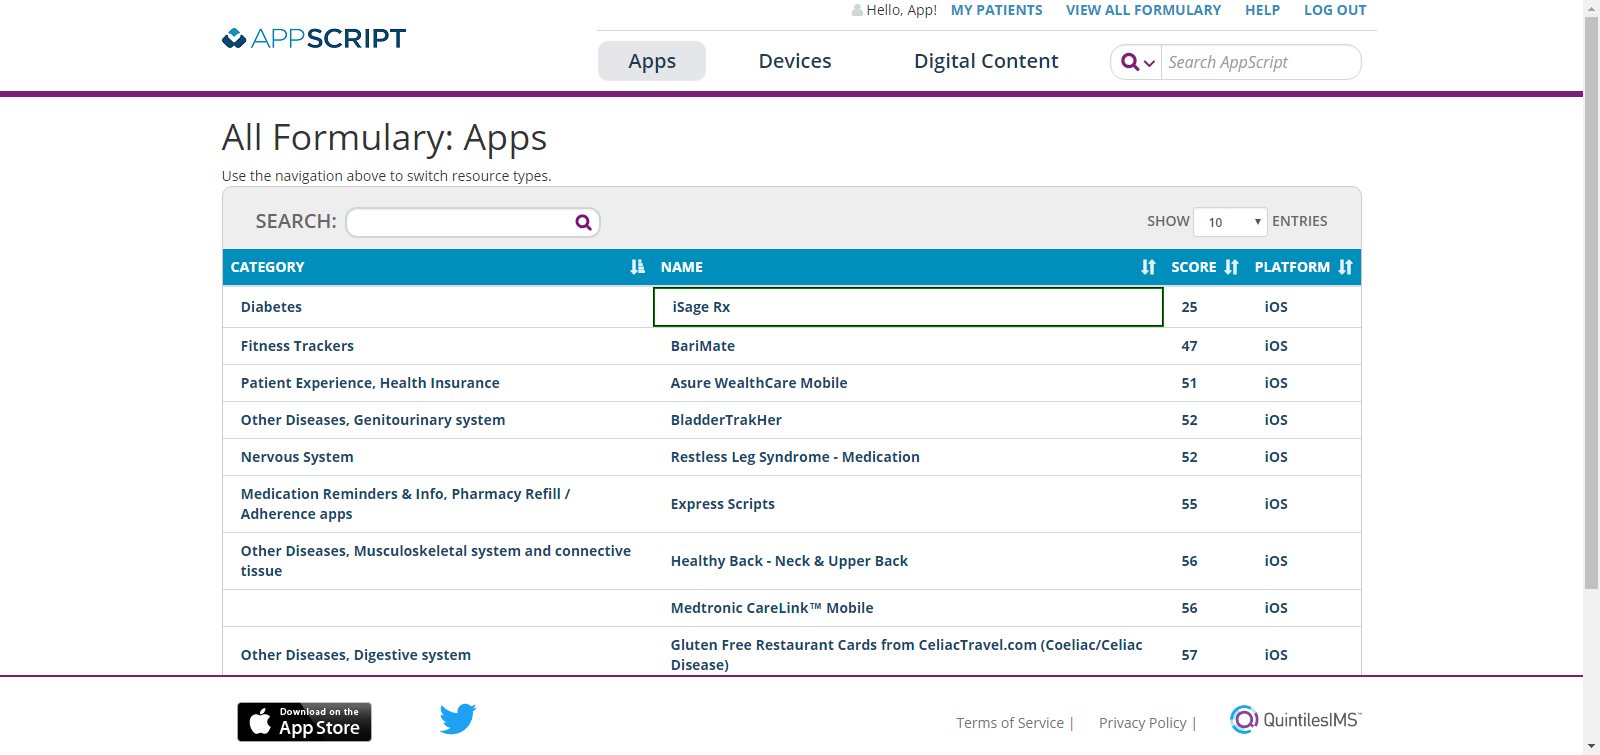 Hello, App! MY PATIENTS VIEW ALL FORMULARY HELP LOG OUT
APPSCRIPT
Apps Devices Digital Content Search AppScript
All Formulary: Apps
Use the navigation above to switch resource types.
SEARCH: SHOW 10 ENTRIES
CATEGORY NAME SCORE PLATFORM
Diabetes iSage Rx 25 iOS
Fitness Trackers BariMate 47 iOS
Patient Experience, Health Insurance Asure WealthCare Mobile 51 iOS
Other Diseases, Genitourinary system BladderTrakHer 52 iOS
Nervous System Restless Leg Syndrome - Medication 52 iOS
Medication Reminders & Info, Pharmacy Refill /
Adherence apps Express Scripts 55 iOS
Other Diseases, Musculoskeletal system and connective
tissue Healthy Back - Neck & Upper Back 56 iOS
Medtronic CareLink™ Mobile 56 iOS
Other Diseases, Digestive system Gluten Free Restaurant Cards from CeliacTravel.com (Coeliac/Celiac
Disease) 57 iOS
Download on the
App Store
Terms of Service | Privacy Policy | QuintilesIMS™